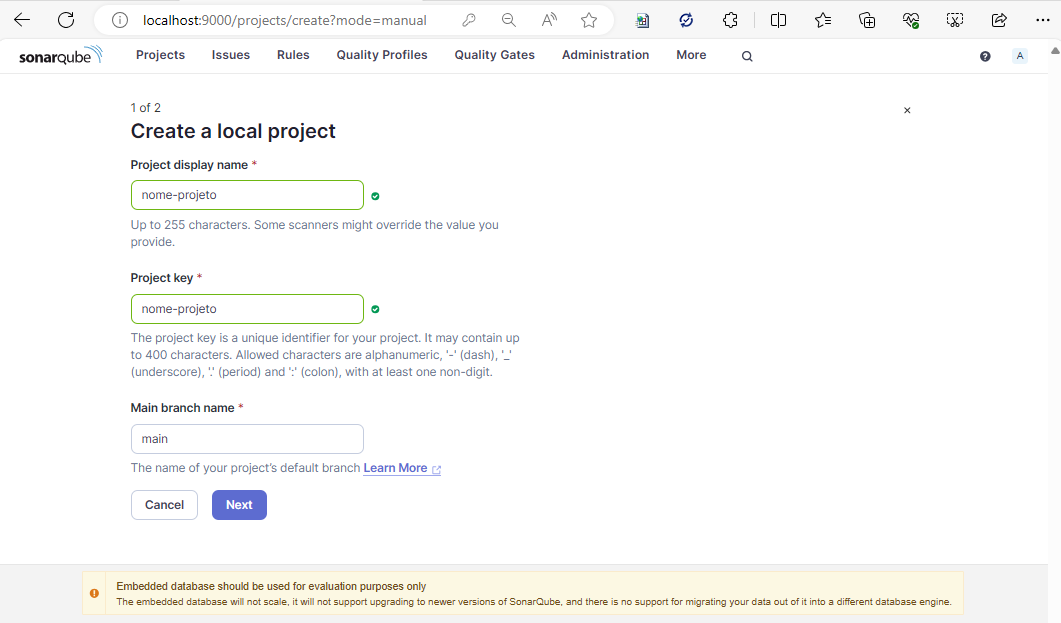 localhost:9000/projects/create?mode=manual
sonarqube Projects Issues Rules Quality Profiles Quality Gates Administration More ? A
1 of 2
Create a local project
Project display name *
nome-projeto
Up to 255 characters. Some scanners might override the value you
provide.
Project key *
nome-projeto
The project key is a unique identifier for your project. It may contain up
to 400 characters. Allowed characters are alphanumeric, '-' (dash), '_'
(underscore), '.' (period) and ':' (colon), with at least one non-digit.
Main branch name *
main
The name of your project's default branch Learn More
Cancel Next
Embedded database should be used for evaluation purposes only
The embedded database will not scale, it will not support upgrading to newer versions of SonarQube, and there is no support for migrating your data out of it into a different database engine.